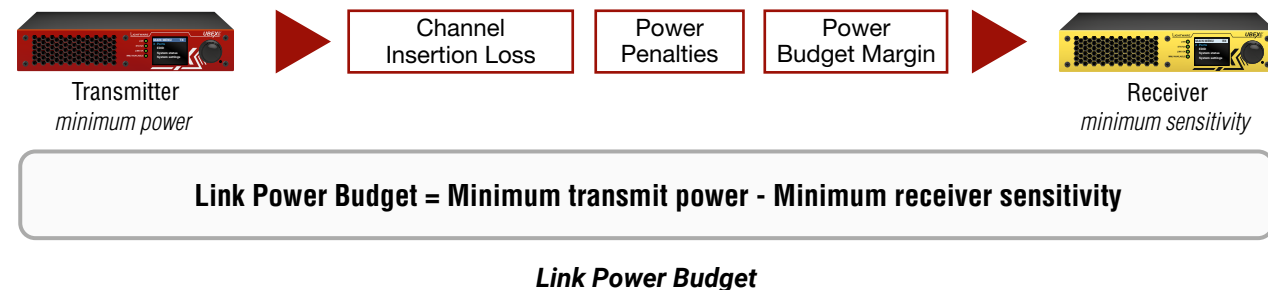 Channel
Insertion Loss
Power
Penalties
Power
Budget Margin
Transmitter
minimum power
Receiver
minimum sensitivity
Link Power Budget = Minimum transmit power - Minimum receiver sensitivity
Link Power Budget